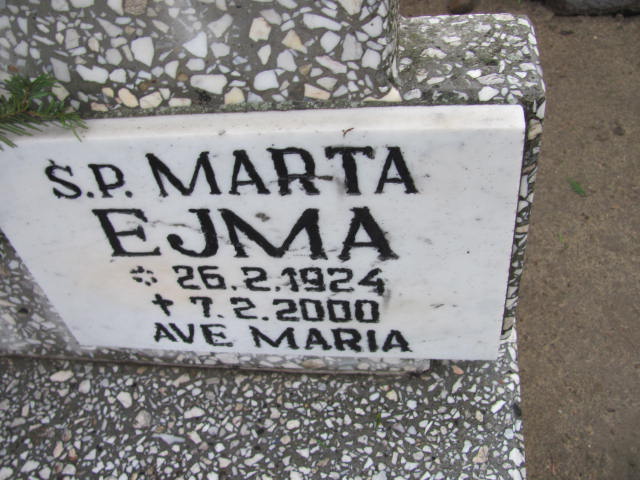 Ś.P. MARTA
EJMA
* 26.2.1924
† 7.2.2000
AVE MARIA